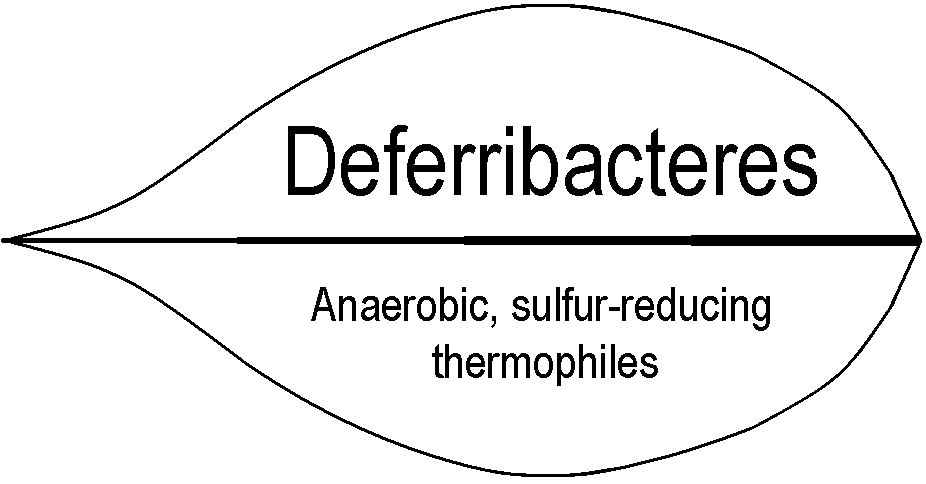 Deferribacteres
Anaerobic, sulfur-reducing
thermophiles